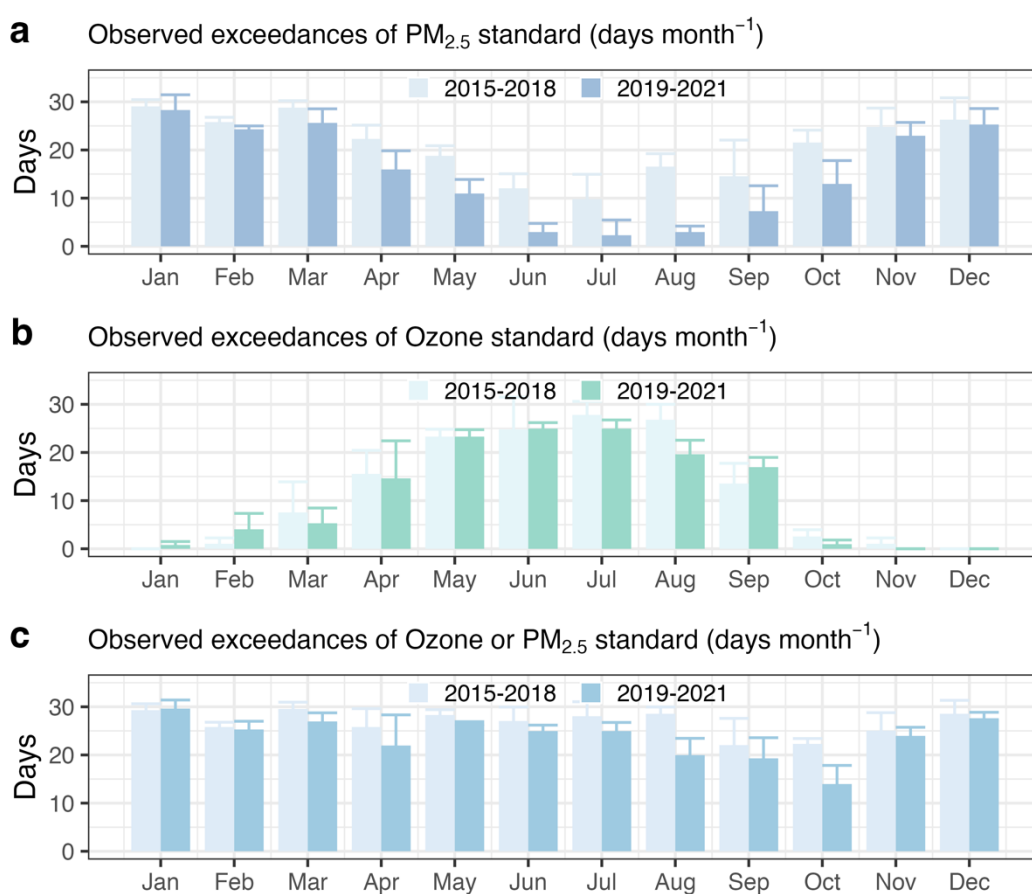 a Observed exceedances of PM₂.₅ standard (days month⁻¹)
2015-2018 2019-2021
Days
30
20
10
0
Jan Feb Mar Apr May Jun Jul Aug Sep Oct Nov Dec
b Observed exceedances of Ozone standard (days month⁻¹)
2015-2018 2019-2021
Days
30
20
10
0
Jan Feb Mar Apr May Jun Jul Aug Sep Oct Nov Dec
c Observed exceedances of Ozone or PM₂.₅ standard (days month⁻¹)
2015-2018 2019-2021
Days
30
20
10
0
Jan Feb Mar Apr May Jun Jul Aug Sep Oct Nov Dec